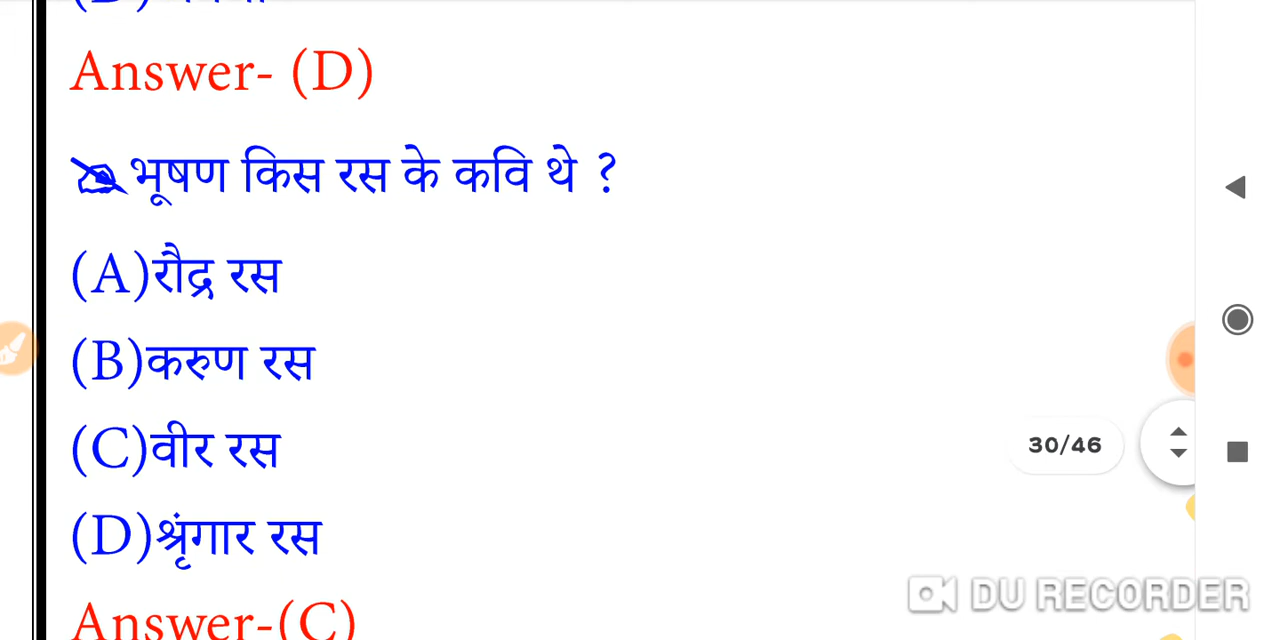 Answer- (D)
भूषण किस रस के कवि थे ?
(A)रौद्र रस
(B)करुण रस
(C)वीर रस
30/46
(D)श्रृंगार रस
DU RECORDER
Answer-(C)